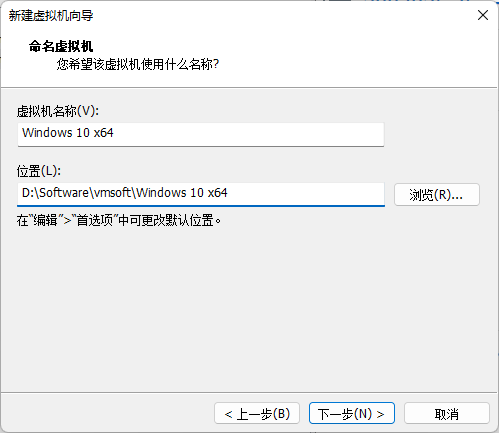 新建虚拟机向导
命名虚拟机
您希望该虚拟机使用什么名称?
虚拟机名称(V):
Windows 10 x64
位置(L):
D:\Software\vmsoft\Windows 10 x64
浏览(R)...
在“编辑”>“首选项”中可更改默认位置。
< 上一步(B)
下一步(N) >
取消